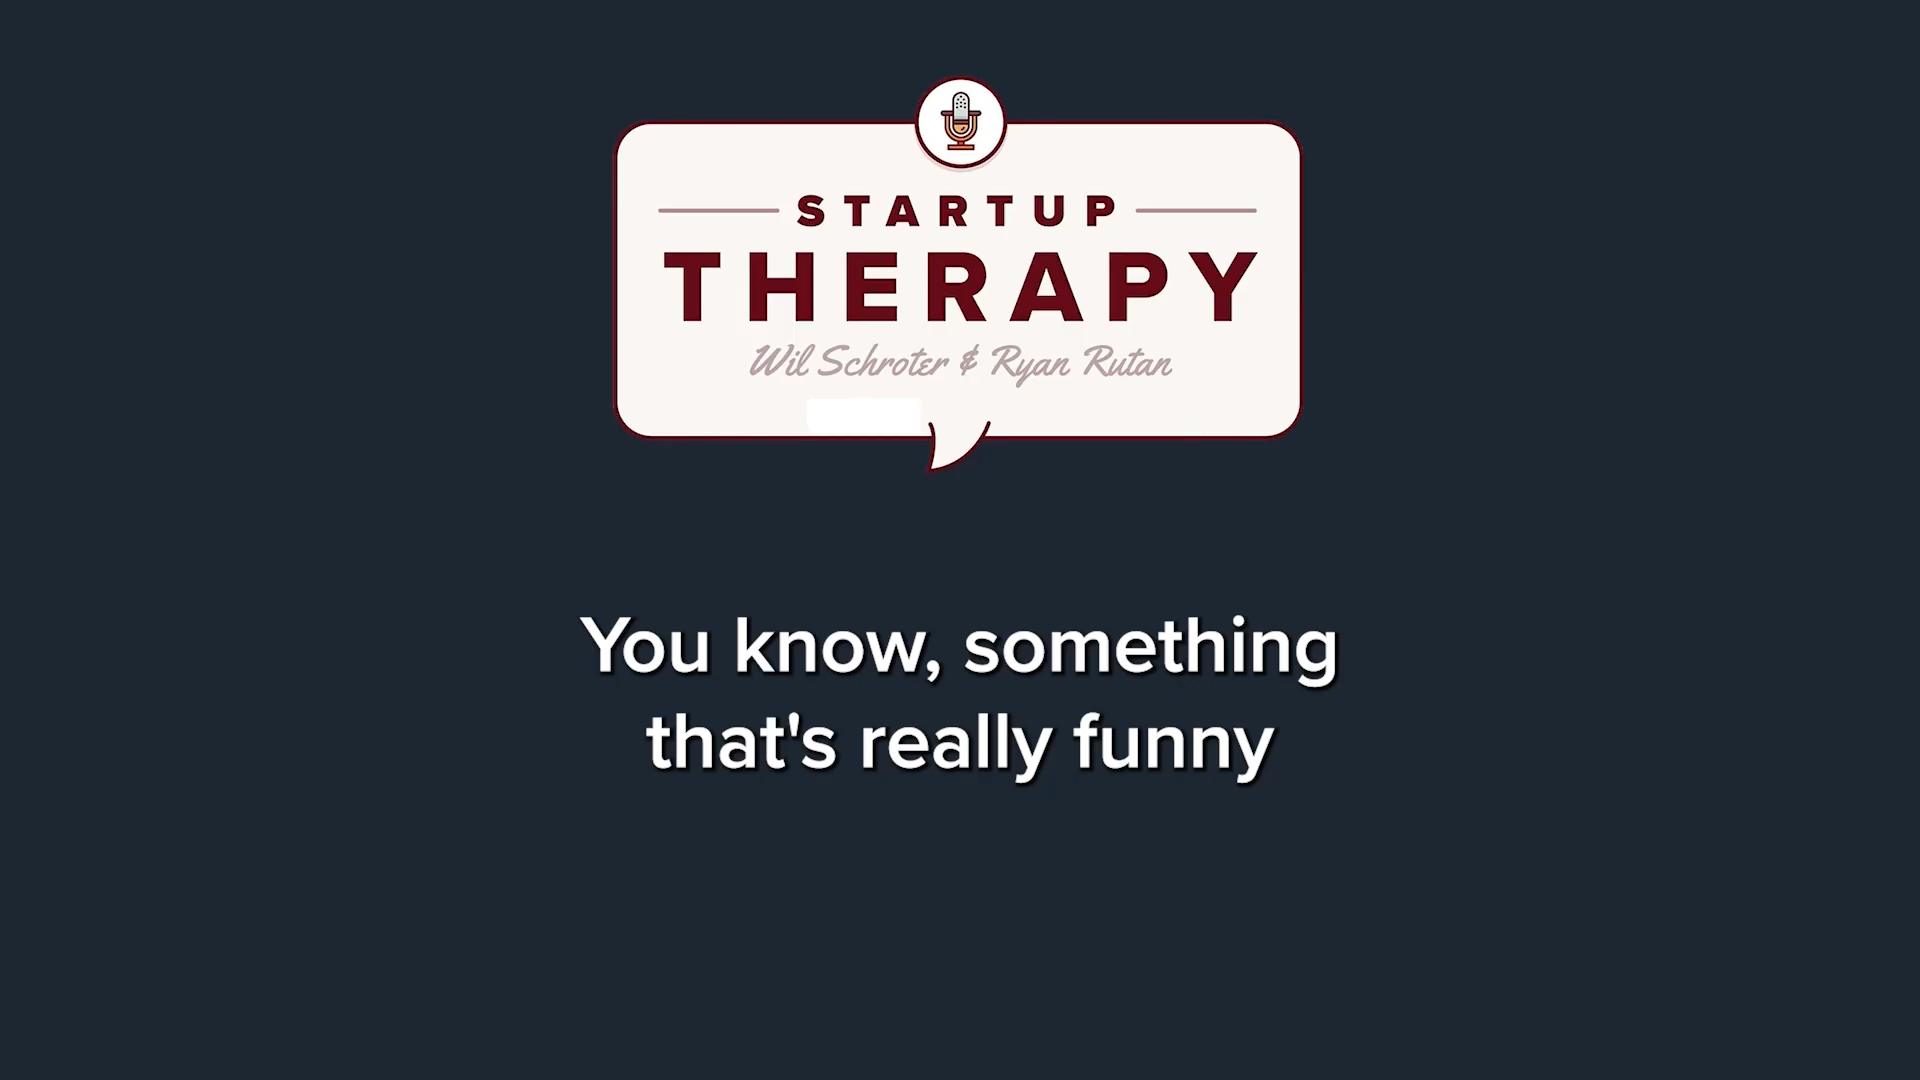 STARTUP
THERAPY
Wil Schroter & Ryan Rutan
You know, something
that's really funny